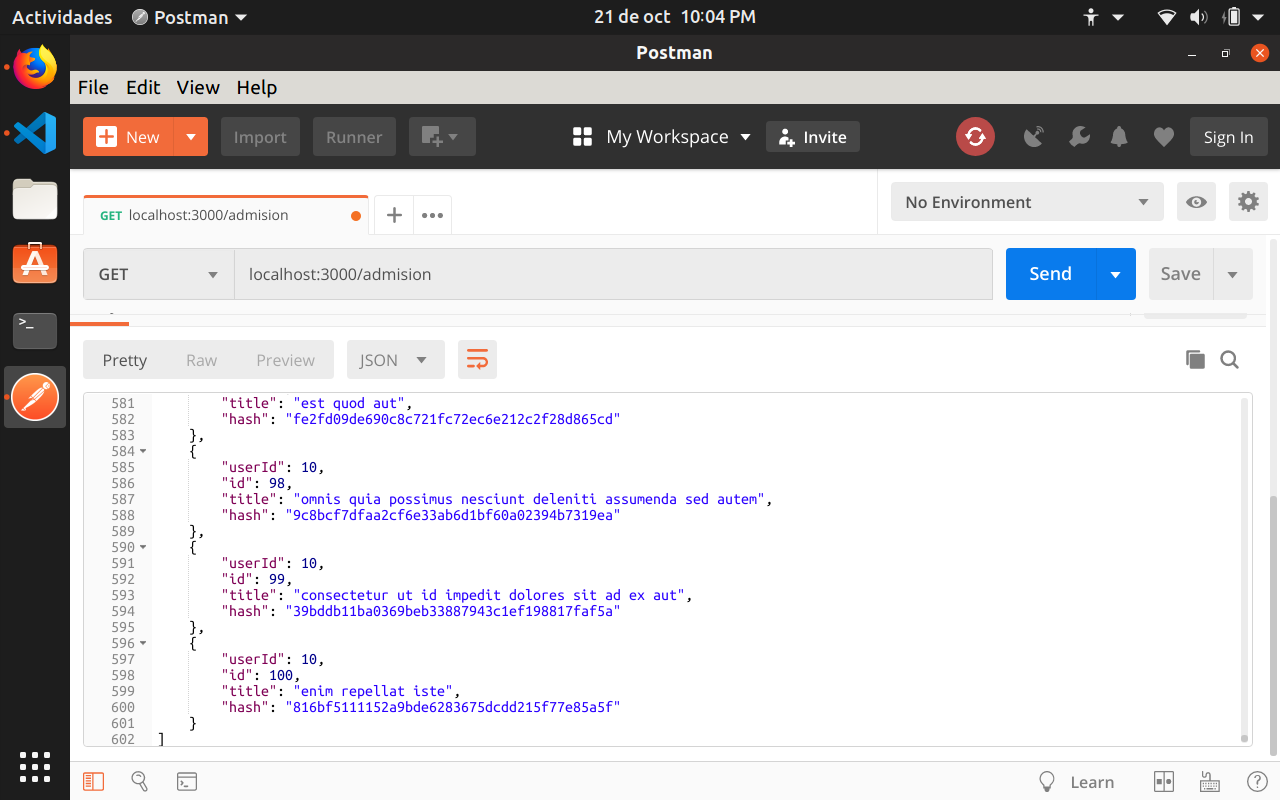 Actividades Postman 21 de oct 10:04 PM
Postman
File Edit View Help
New Import Runner My Workspace Invite Sign In
GET localhost:3000/admision No Environment
GET localhost:3000/admision Send Save
Pretty Raw Preview JSON
581 "title": "est quod aut",
582 "hash": "fe2fd09de690c8c721fc72ec6e212c2f28d865cd"
583 },
584 {
585 "userId": 10,
586 "id": 98,
587 "title": "omnis quia possimus nesciunt deleniti assumenda sed autem",
588 "hash": "9c8bcf7dfaa2cf6e33ab6d1bf60a02394b7319ea"
589 },
590 {
591 "userId": 10,
592 "id": 99,
593 "title": "consectetur ut id impedit dolores sit ad ex aut",
594 "hash": "39bddb11ba0369beb33887943c1ef198817faf5a"
595 },
596 {
597 "userId": 10,
598 "id": 100,
599 "title": "enim repellat iste",
600 "hash": "816bf5111152a9bde6283675dcdd215f77e85a5f"
601 }
602 ]
Learn